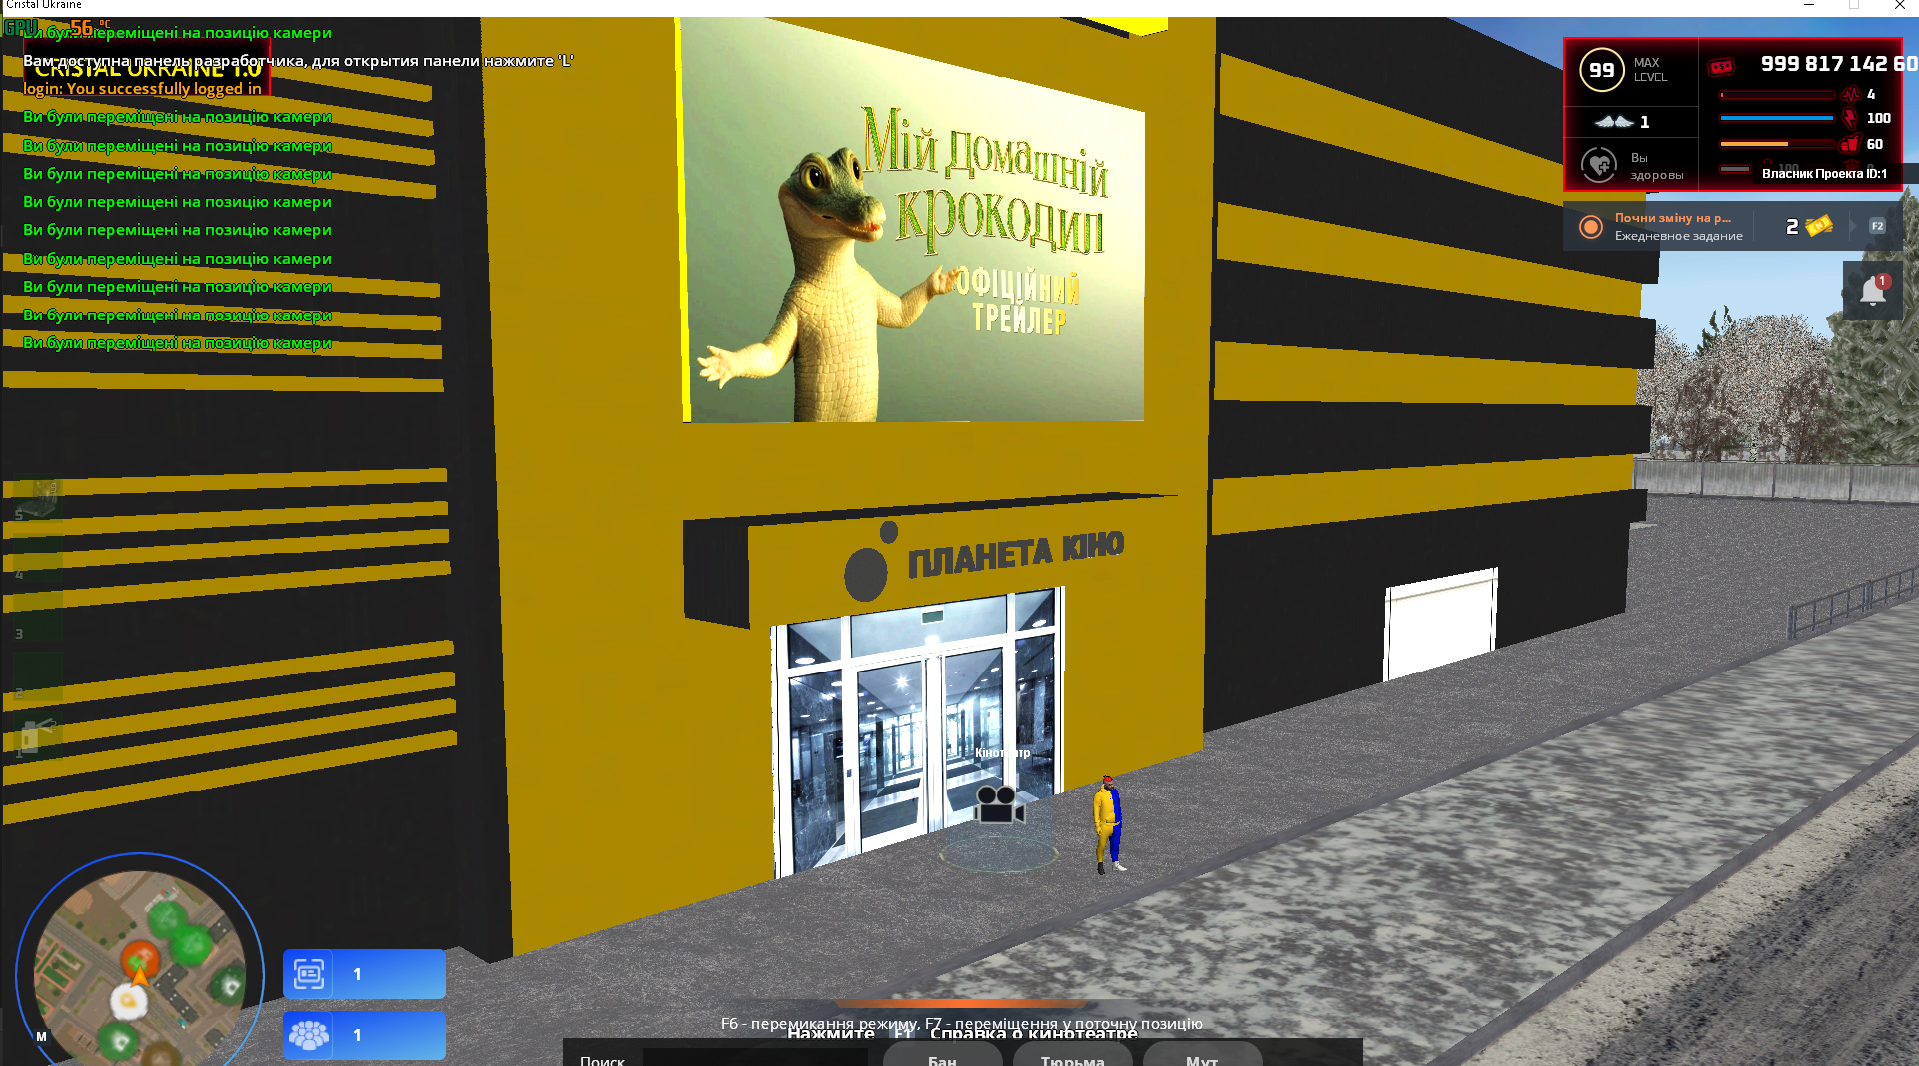 Cristal Ukraine
GPU 56 °C
Ви були переміщені на позицію камери
Вам доступна панель разработчика, для открытия панели нажмите 'L'
CRISTAL UKRAINE 1.0
login: You successfully logged in
Ви були переміщені на позицію камери
Ви були переміщені на позицію камери
Ви були переміщені на позицію камери
Ви були переміщені на позицію камери
Ви були переміщені на позицію камери
Ви були переміщені на позицію камери
Ви були переміщені на позицію камери
Ви були переміщені на позицію камери
Ви були переміщені на позицію камери
Мій домашній
крокодил
ОФІЦІЙНИЙ
ТРЕЙЛЕР
99 MAX LEVEL
999 817 142 60
4
1
100
60
Вы здоровы
100
Власник Проекта ID:1
Почни зміну на р...
Ежедневное задание
2
F2
1
ПЛАНЕТА КІНО
Кінотеатр
5
4
3
2
1
М
1
1
F6 - перемикання режиму, F7 - переміщення у поточну позицію
Нажмите F1 Справка о кинотеатре
Поиск
Бан
Тюрьма
Мут